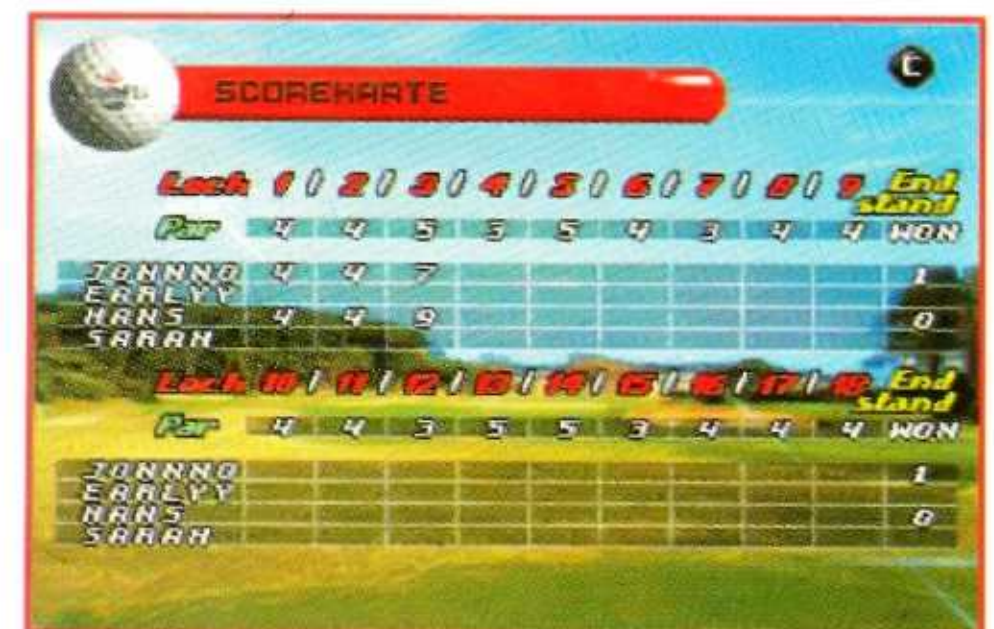 C
SCOREKARTE
Loch 1 / 2 / 3 / 4 / 5 / 6 / 7 / 8 / 9 End stand
Par 4 4 5 3 5 4 3 4 4 WON
JONNNO 4 4 7 1
EARLYY
HANS 4 4 9 0
SARAH
Loch 10 / 11 / 12 / 13 / 14 / 15 / 16 / 17 / 18 End stand
Par 4 4 3 5 5 3 4 4 4 WON
JONNNO 1
EARLYY
HANS 0
SARAH